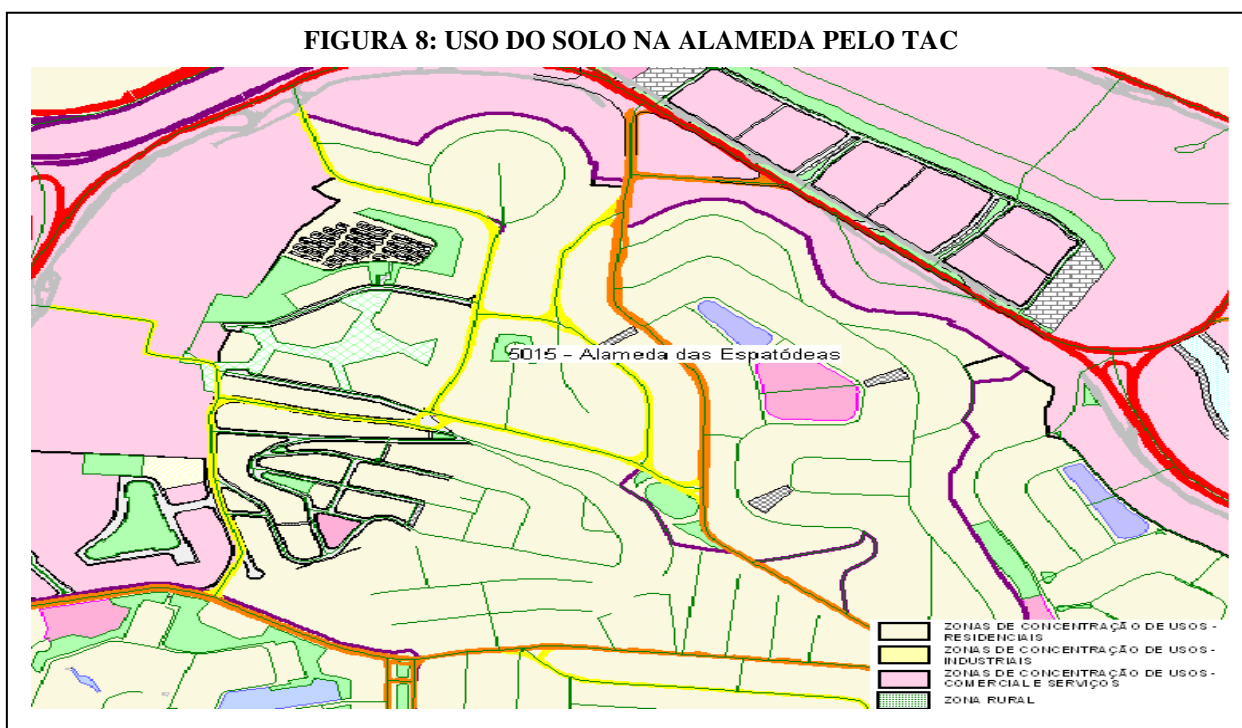 FIGURA 8: USO DO SOLO NA ALAMEDA PELO TAC
5015 - Alameda das Espatódeas
ZONAS DE CONCENTRAÇÃO DE USOS -
RESIDENCIAIS
ZONAS DE CONCENTRAÇÃO DE USOS -
INDUSTRIAIS
ZONAS DE CONCENTRAÇÃO DE USOS -
COMERCIAL E SERVIÇOS
ZONA RURAL